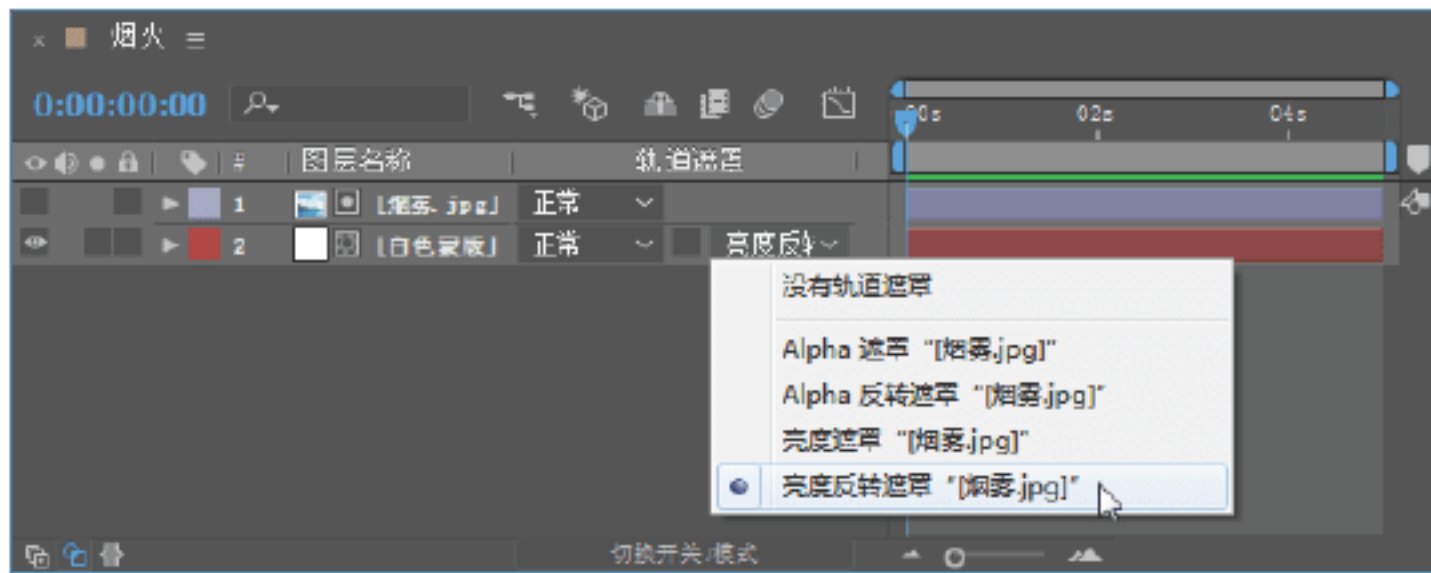 烟火
0:00:00:00
00s 02s 04s
# 图层名称 轨道遮罩
1 [烟雾.jpg] 正常
2 [白色蒙版] 正常 亮度反转
没有轨道遮罩
Alpha 遮罩 "[烟雾.jpg]"
Alpha 反转遮罩 "[烟雾.jpg]"
亮度遮罩 "[烟雾.jpg]"
亮度反转遮罩 "[烟雾.jpg]"
切换开关/模式